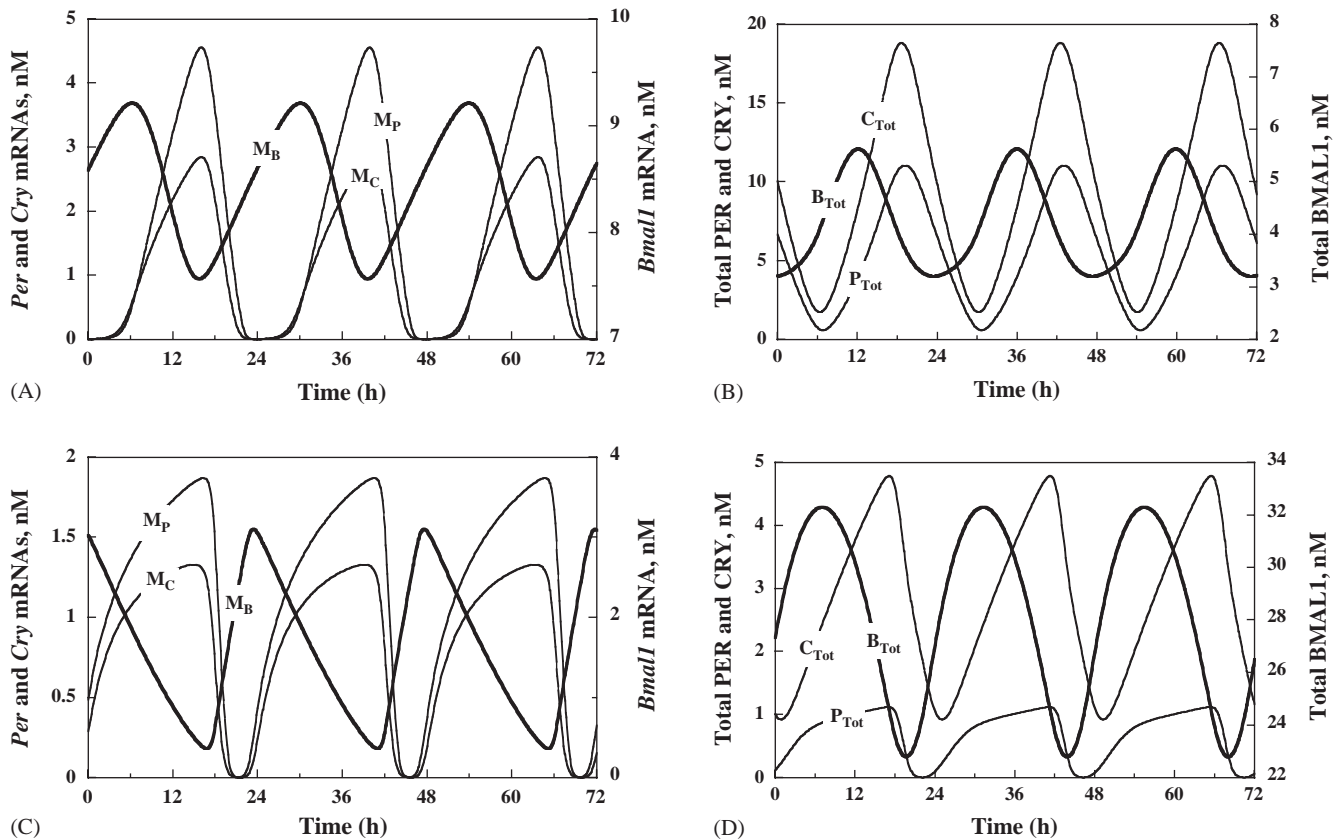 5
4
3
2
1
0
Per and Cry mRNAs, nM
10
9
8
7
Bmal1 mRNA, nM
M_B
M_P
M_C
0 12 24 36 48 60 72
Time (h)
(A)
20
15
10
5
0
Total PER and CRY, nM
8
7
6
5
4
3
2
Total BMAL1, nM
C_Tot
B_Tot
P_Tot
0 12 24 36 48 60 72
Time (h)
(B)
2
1.5
1
0.5
0
Per and Cry mRNAs, nM
4
2
0
Bmal1 mRNA, nM
M_P
M_C
M_B
0 12 24 36 48 60 72
Time (h)
(C)
5
4
3
2
1
0
Total PER and CRY, nM
34
32
30
28
26
24
22
Total BMAL1, nM
C_Tot
B_Tot
P_Tot
0 12 24 36 48 60 72
Time (h)
(D)